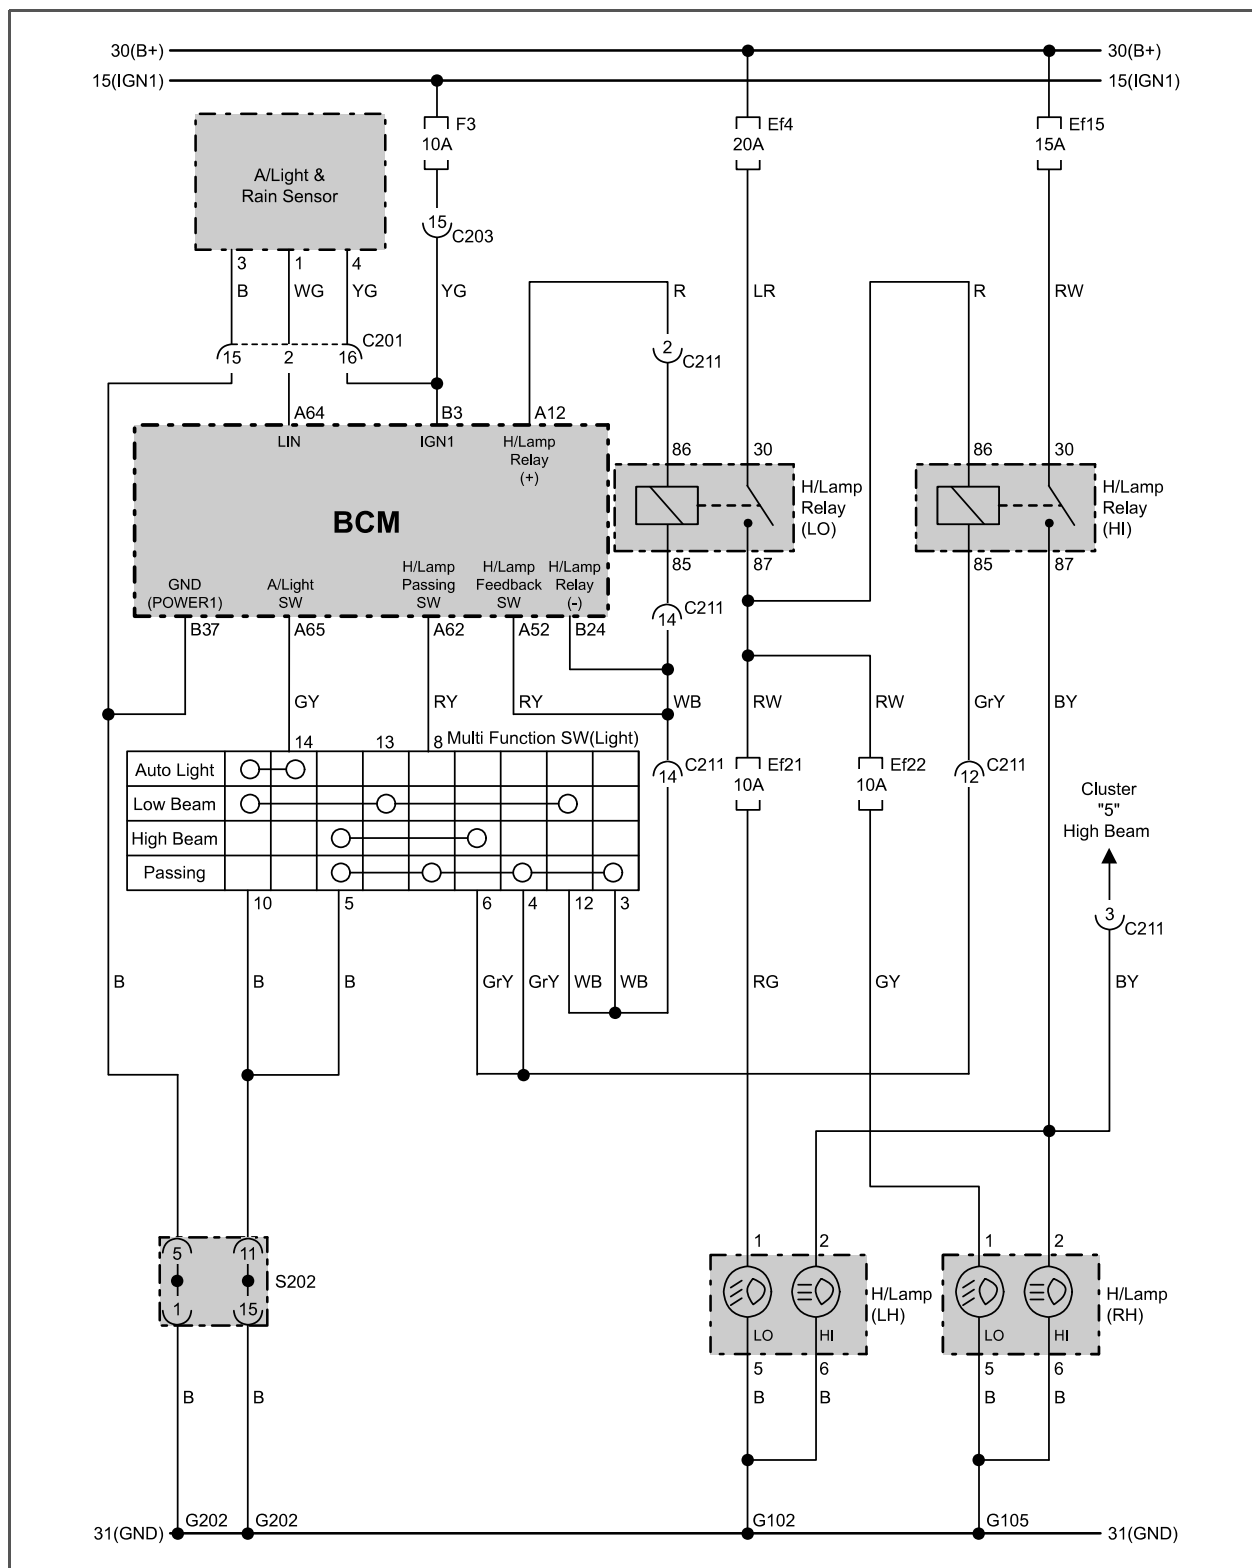 30(B+) 30(B+)
15(IGN1) 15(IGN1)
F3 Ef4 Ef15
10A 20A 15A
A/Light &
Rain Sensor
15
C203
3 1 4
B WG YG YG R LR R RW
C201
15 2 16
2
C211
A64 B3 A12
LIN IGN1 H/Lamp
Relay
(+)
86 30 86 30
H/Lamp
Relay
(LO)
H/Lamp
Relay
(HI)
BCM
85 87 85 87
GND
(POWER1)
A/Light
SW
H/Lamp
Passing
SW
H/Lamp
Feedback
SW
H/Lamp
Relay
(-)
B37 A65 A62 A52 B24
14
C211
GY RY RY WB RW RW GrY BY
14 13 8 Multi Function SW(Light)
14
C211
Ef21
10A
Ef22
10A
12
C211
Auto Light
Low Beam
High Beam
Passing
Cluster
"5"
High Beam
10 5 6 4 12 3
3
C211
B B B GrY GrY WB WB RG GY BY
5 11
S202
1 15
1 2 1 2
H/Lamp
(LH)
H/Lamp
(RH)
LO HI LO HI
5 6 5 6
B B B B B B
G202 G202 G102 G105
31(GND) 31(GND)